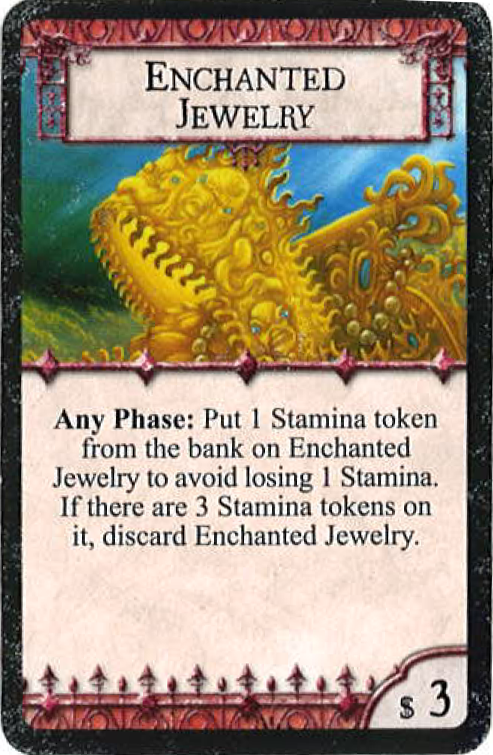 Enchanted
Jewelry
Any Phase: Put 1 Stamina token
from the bank on Enchanted
Jewelry to avoid losing 1 Stamina.
If there are 3 Stamina tokens on
it, discard Enchanted Jewelry.
$ 3